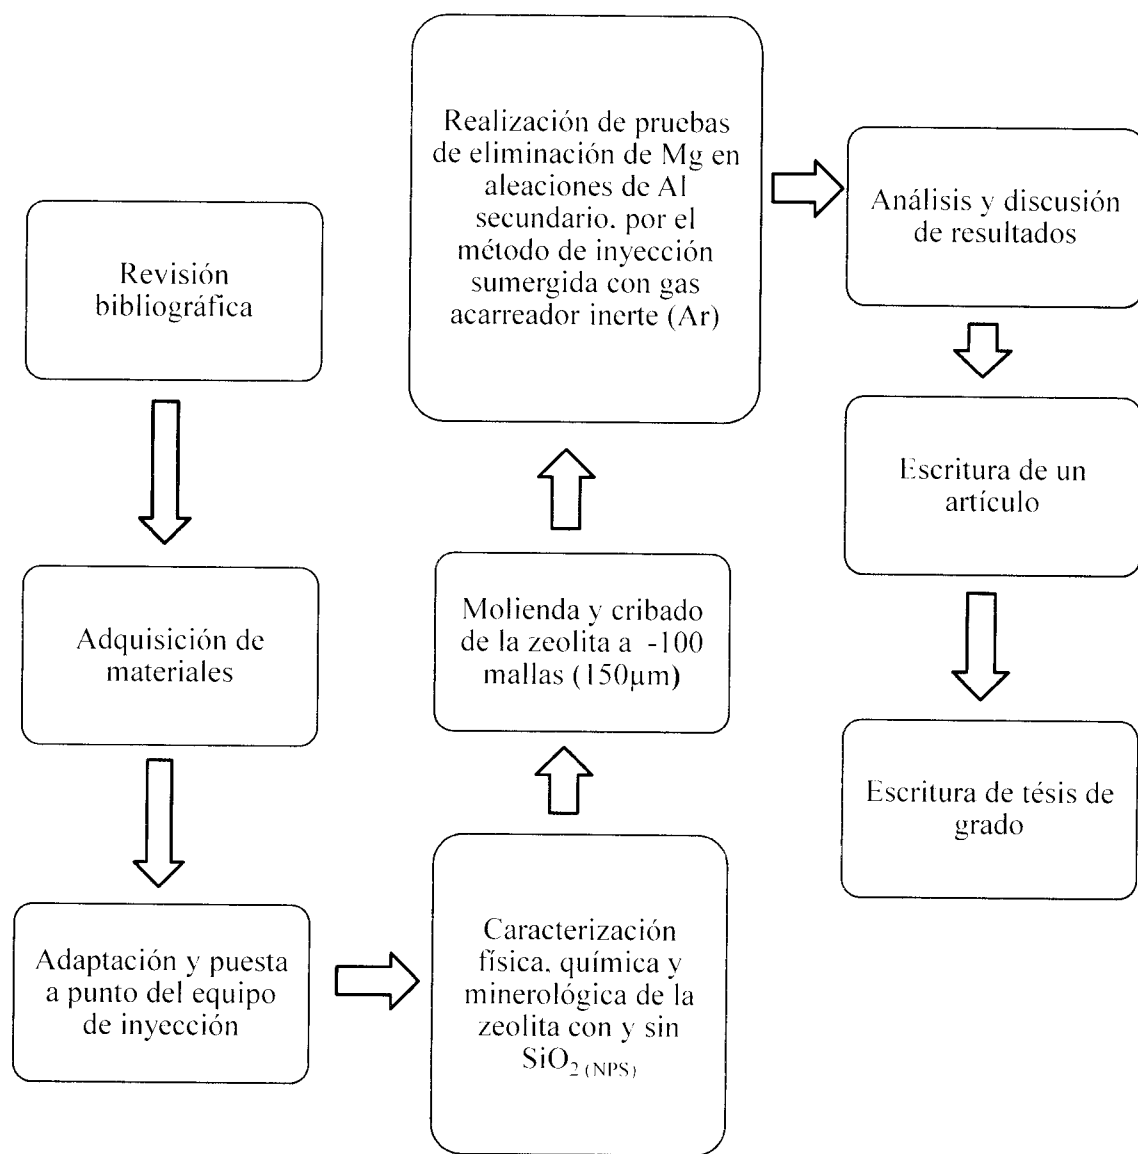 Revisión
bibliográfica
Adquisición de
materiales
Adaptación y puesta
a punto del equipo
de inyección
Caracterización
física. química y
minerológica de la
zeolita con y sin
SiO₂ (NPS)
Molienda y cribado
de la zeolita a -100
mallas (150μm)
Realización de pruebas
de eliminación de Mg en
aleaciones de Al
secundario. por el
método de inyección
sumergida con gas
acarreador inerte (Ar)
Análisis y discusión
de resultados
Escritura de un
artículo
Escritura de tésis de
grado